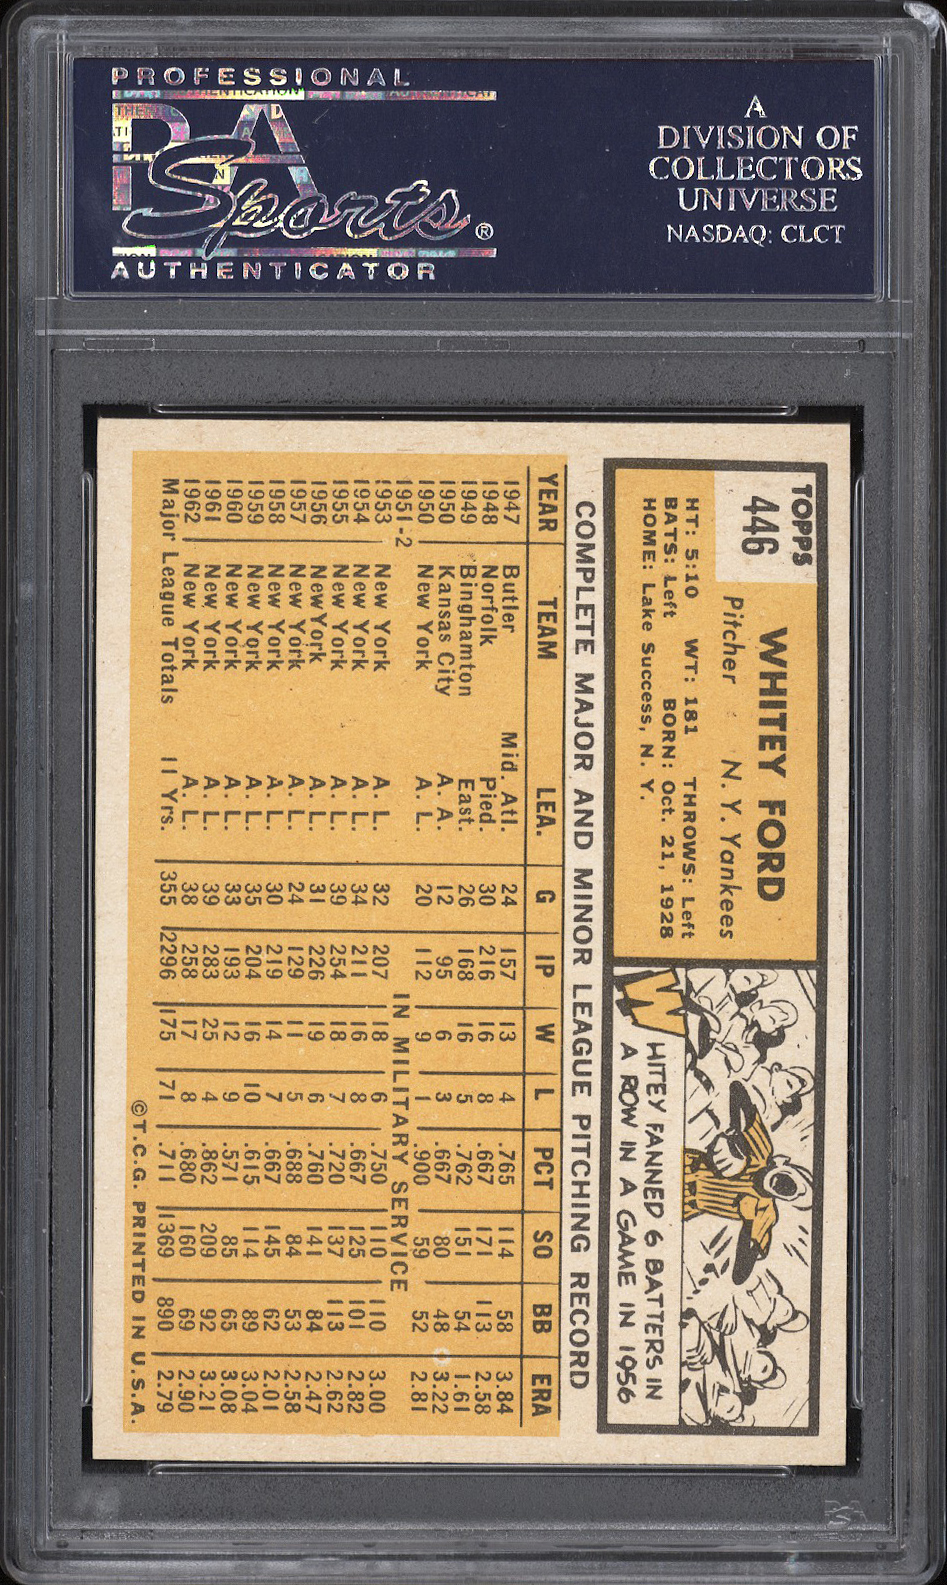 PROFESSIONAL
PSA
Sports®
AUTHENTICATOR
A
DIVISION OF
COLLECTORS
UNIVERSE
NASDAQ: CLCT
TOPPS
446
WHITEY FORD
Pitcher N. Y. Yankees
HT: 5:10 WT: 181 THROWS: Left
BATS: Left BORN: Oct. 21, 1928
HOME: Lake Success, N. Y.
WHITEY FANNED 6 BATTERS IN
A ROW IN A GAME IN 1956
COMPLETE MAJOR AND MINOR LEAGUE PITCHING RECORD
YEAR TEAM LEA. G IP W L PCT SO BB ERA
1947 Butler Mid. Atl. 24 157 13 4 .765 114 58 3.84
1948 Norfolk Pied. 30 216 16 8 .667 171 113 2.58
1949 Binghamton East. 26 168 16 5 .762 151 54 1.61
1950 Kansas City A. A. 12 95 6 3 .667 80 48 3.22
1950 New York A. L. 20 112 9 1 .900 59 52 2.81
1951-2 IN MILITARY SERVICE
1953 New York A. L. 32 207 18 6 .750 110 110 3.00
1954 New York A. L. 34 211 16 8 .667 125 101 2.82
1955 New York A. L. 39 254 18 7 .720 137 113 2.62
1956 New York A. L. 31 226 19 6 .760 141 84 2.47
1957 New York A. L. 24 129 11 5 .688 84 53 2.58
1958 New York A. L. 30 219 14 7 .667 145 62 2.01
1959 New York A. L. 35 204 16 10 .615 114 89 3.04
1960 New York A. L. 33 193 12 9 .571 85 65 3.08
1961 New York A. L. 39 283 25 4 .862 209 92 3.21
1962 New York A. L. 38 258 17 8 .680 160 69 2.90
Major League Totals 11 Yrs. 355 2296 175 71 .711 1369 890 2.79
©T.C.G. PRINTED IN U.S.A.